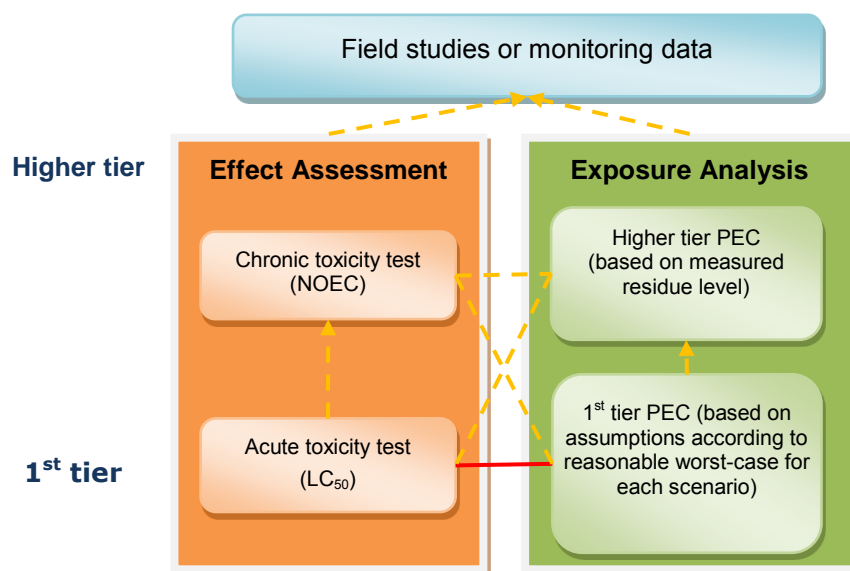 Field studies or monitoring data
Higher tier
Effect Assessment
Exposure Analysis
Chronic toxicity test
(NOEC)
Higher tier PEC
(based on measured
residue level)
1st tier
Acute toxicity test
(LC50)
1st tier PEC (based on
assumptions according to
reasonable worst-case for
each scenario)